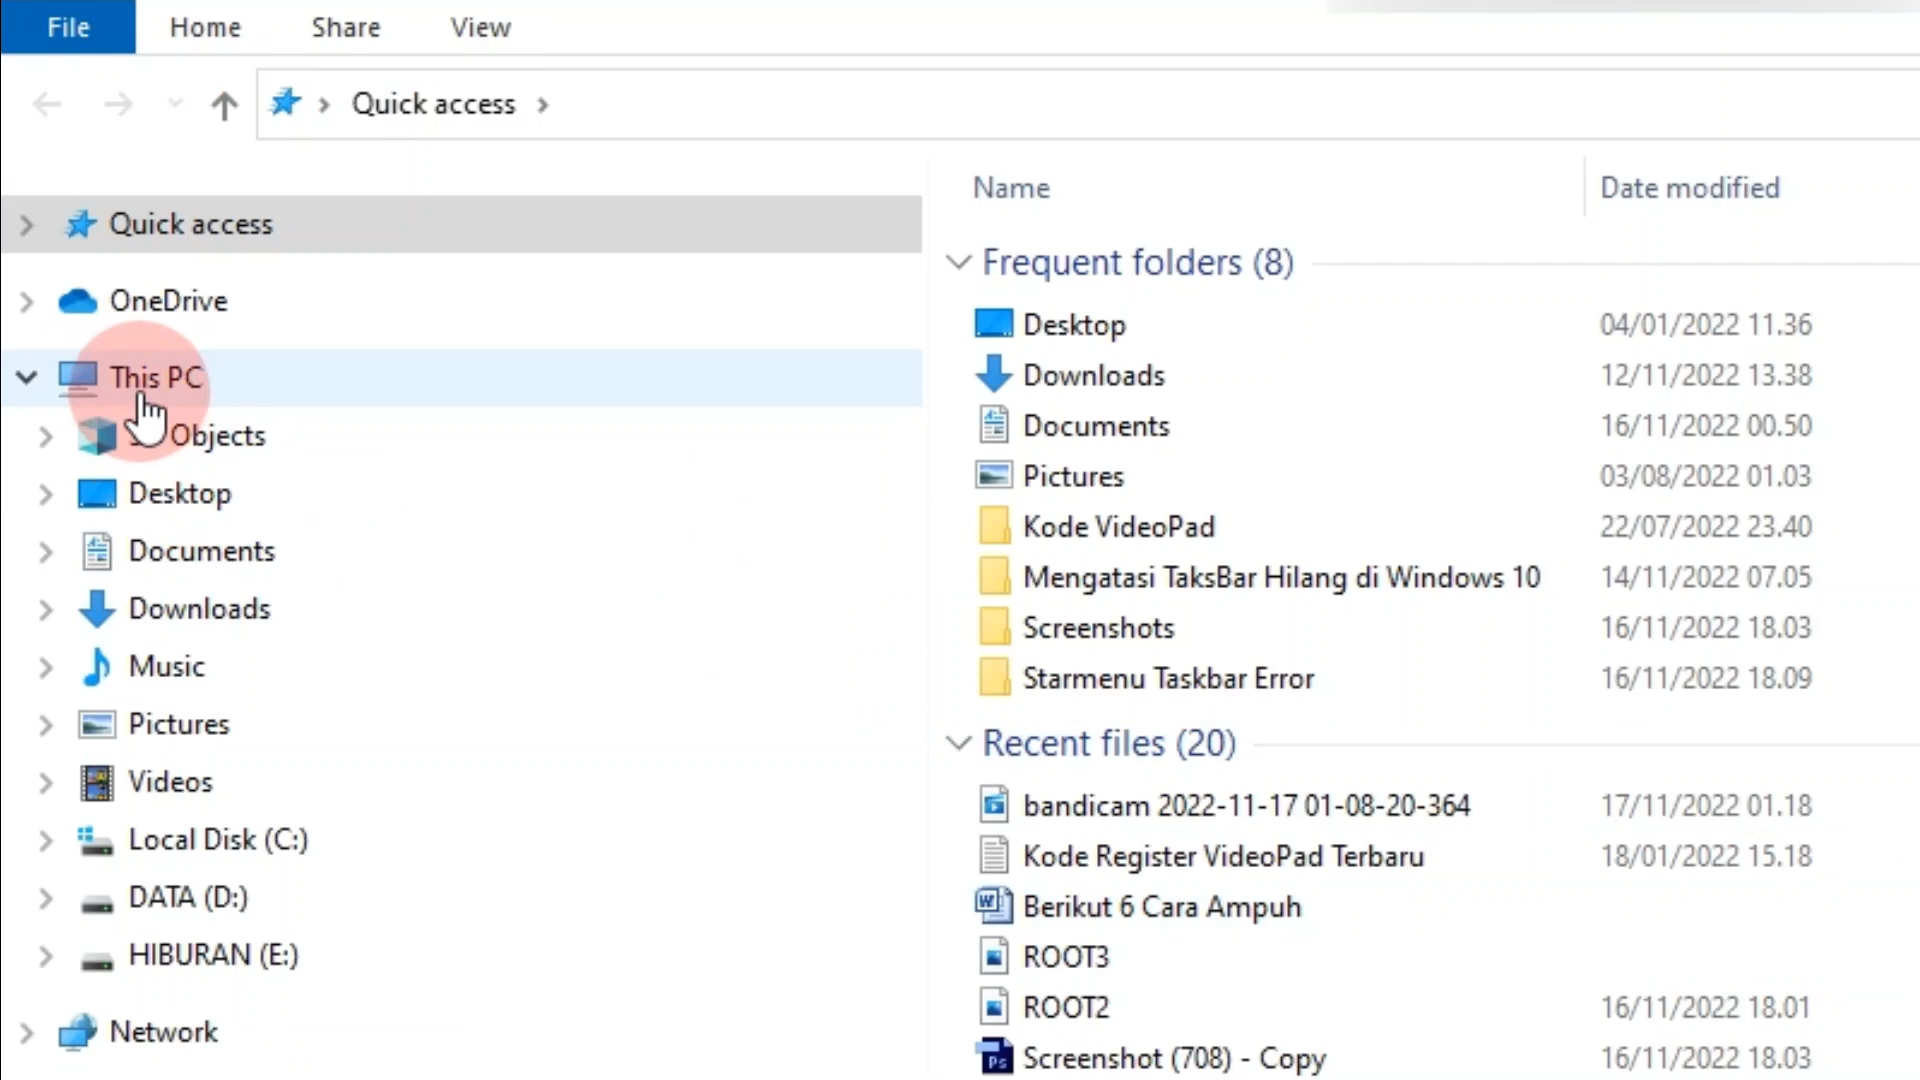 File Home Share View
Quick access
Name Date modified
Quick access
OneDrive
This PC
Objects
Desktop
Documents
Downloads
Music
Pictures
Videos
Local Disk (C:)
DATA (D:)
HIBURAN (E:)
Network
Frequent folders (8)
Desktop 04/01/2022 11.36
Downloads 12/11/2022 13.38
Documents 16/11/2022 00.50
Pictures 03/08/2022 01.03
Kode VideoPad 22/07/2022 23.40
Mengatasi TaksBar Hilang di Windows 10 14/11/2022 07.05
Screenshots 16/11/2022 18.03
Starmenu Taskbar Error 16/11/2022 18.09
Recent files (20)
bandicam 2022-11-17 01-08-20-364 17/11/2022 01.18
Kode Register VideoPad Terbaru 18/01/2022 15.18
Berikut 6 Cara Ampuh
ROOT3
ROOT2 16/11/2022 18.01
Screenshot (708) - Copy 16/11/2022 18.03